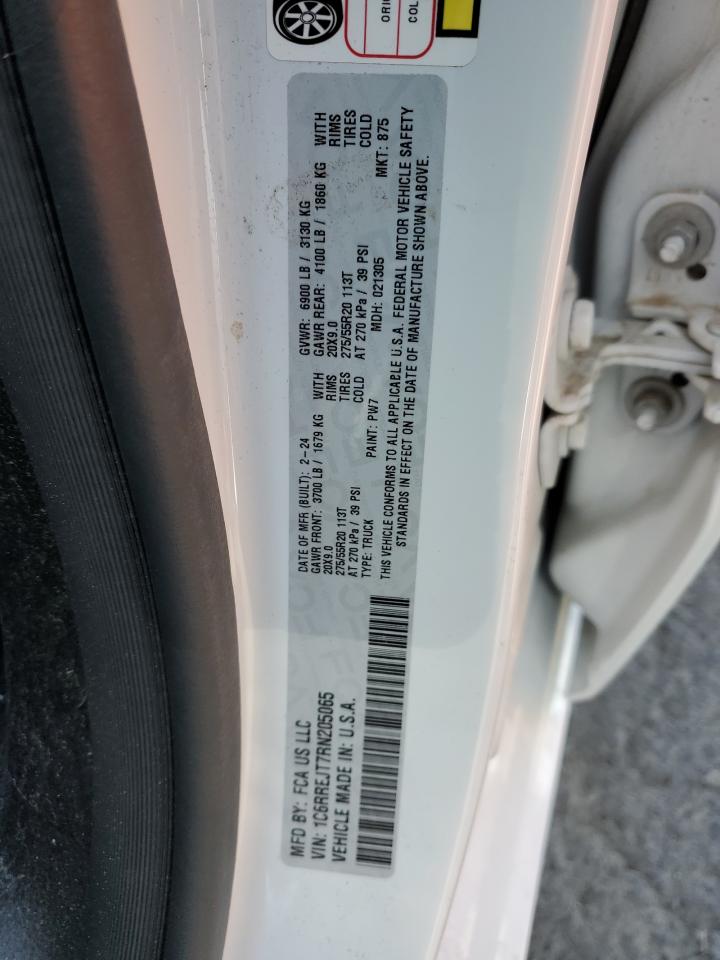 ORI
COL
MFD BY: FCA US LLC
VIN: 1C6RREJT7RN205065
VEHICLE MADE IN: U.S.A.
DATE OF MFR (BUILT): 2-24 GVWR: 6900 LB / 3130 KG
GAWR FRONT: 3700 LB / 1679 KG WITH GAWR REAR: 4100 LB / 1860 KG WITH
20X9.0 RIMS 20X9.0 RIMS
275/55R20 113T TIRES 275/55R20 113T TIRES
AT 270 kPa / 39 PSI COLD AT 270 kPa / 39 PSI COLD
TYPE: TRUCK PAINT: PW7 MDH: 021305 MKT: 875
THIS VEHICLE CONFORMS TO ALL APPLICABLE U.S.A. FEDERAL MOTOR VEHICLE SAFETY
STANDARDS IN EFFECT ON THE DATE OF MANUFACTURE SHOWN ABOVE.